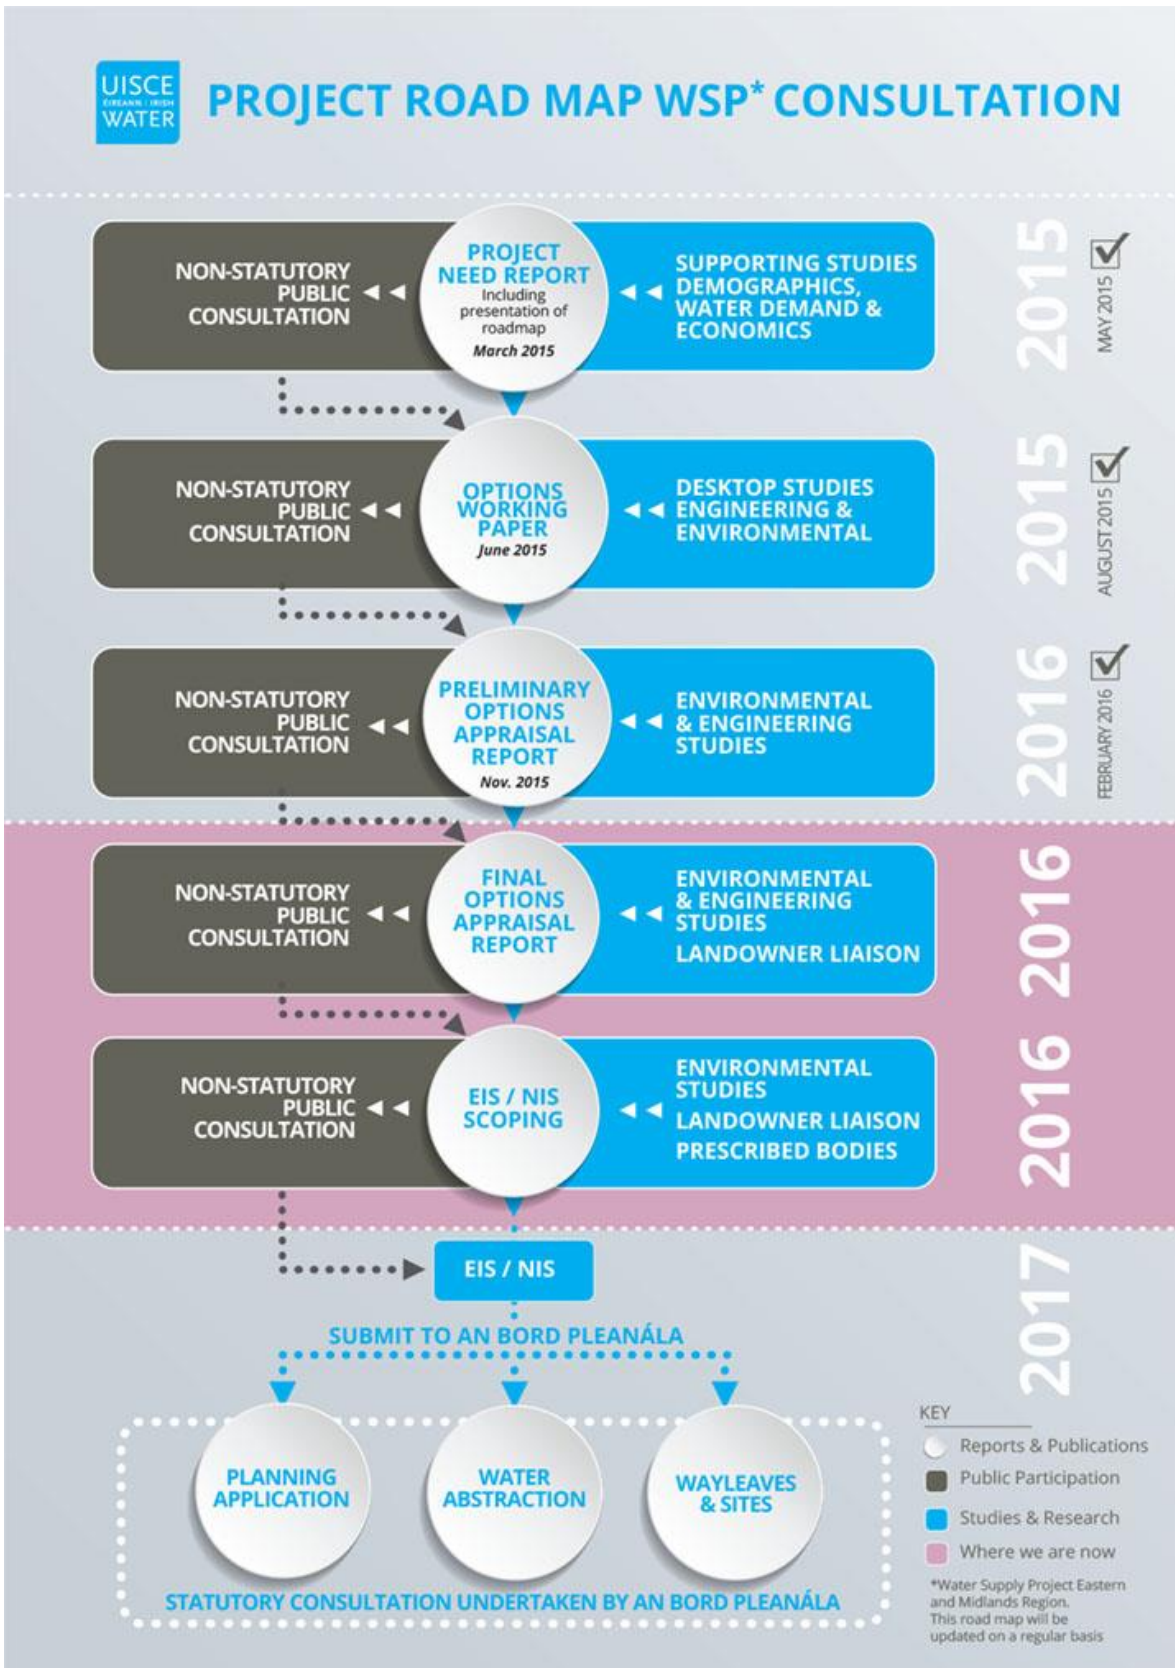 UISCE
ÉIREANN : IRISH
WATER
PROJECT ROAD MAP WSP* CONSULTATION
NON-STATUTORY
PUBLIC
CONSULTATION
PROJECT
NEED REPORT
Including
presentation of
roadmap
March 2015
SUPPORTING STUDIES
DEMOGRAPHICS,
WATER DEMAND &
ECONOMICS
2015
MAY 2015
NON-STATUTORY
PUBLIC
CONSULTATION
OPTIONS
WORKING
PAPER
June 2015
DESKTOP STUDIES
ENGINEERING &
ENVIRONMENTAL
2015
AUGUST 2015
NON-STATUTORY
PUBLIC
CONSULTATION
PRELIMINARY
OPTIONS
APPRAISAL
REPORT
Nov. 2015
ENVIRONMENTAL
& ENGINEERING
STUDIES
2016
FEBRUARY 2016
NON-STATUTORY
PUBLIC
CONSULTATION
FINAL
OPTIONS
APPRAISAL
REPORT
ENVIRONMENTAL
& ENGINEERING
STUDIES
LANDOWNER LIAISON
2016
NON-STATUTORY
PUBLIC
CONSULTATION
EIS / NIS
SCOPING
ENVIRONMENTAL
STUDIES
LANDOWNER LIAISON
PRESCRIBED BODIES
2016
EIS / NIS
SUBMIT TO AN BORD PLEANÁLA
2017
PLANNING
APPLICATION
WATER
ABSTRACTION
WAYLEAVES
& SITES
STATUTORY CONSULTATION UNDERTAKEN BY AN BORD PLEANÁLA
KEY
Reports & Publications
Public Participation
Studies & Research
Where we are now
*Water Supply Project Eastern
and Midlands Region.
This road map will be
updated on a regular basis